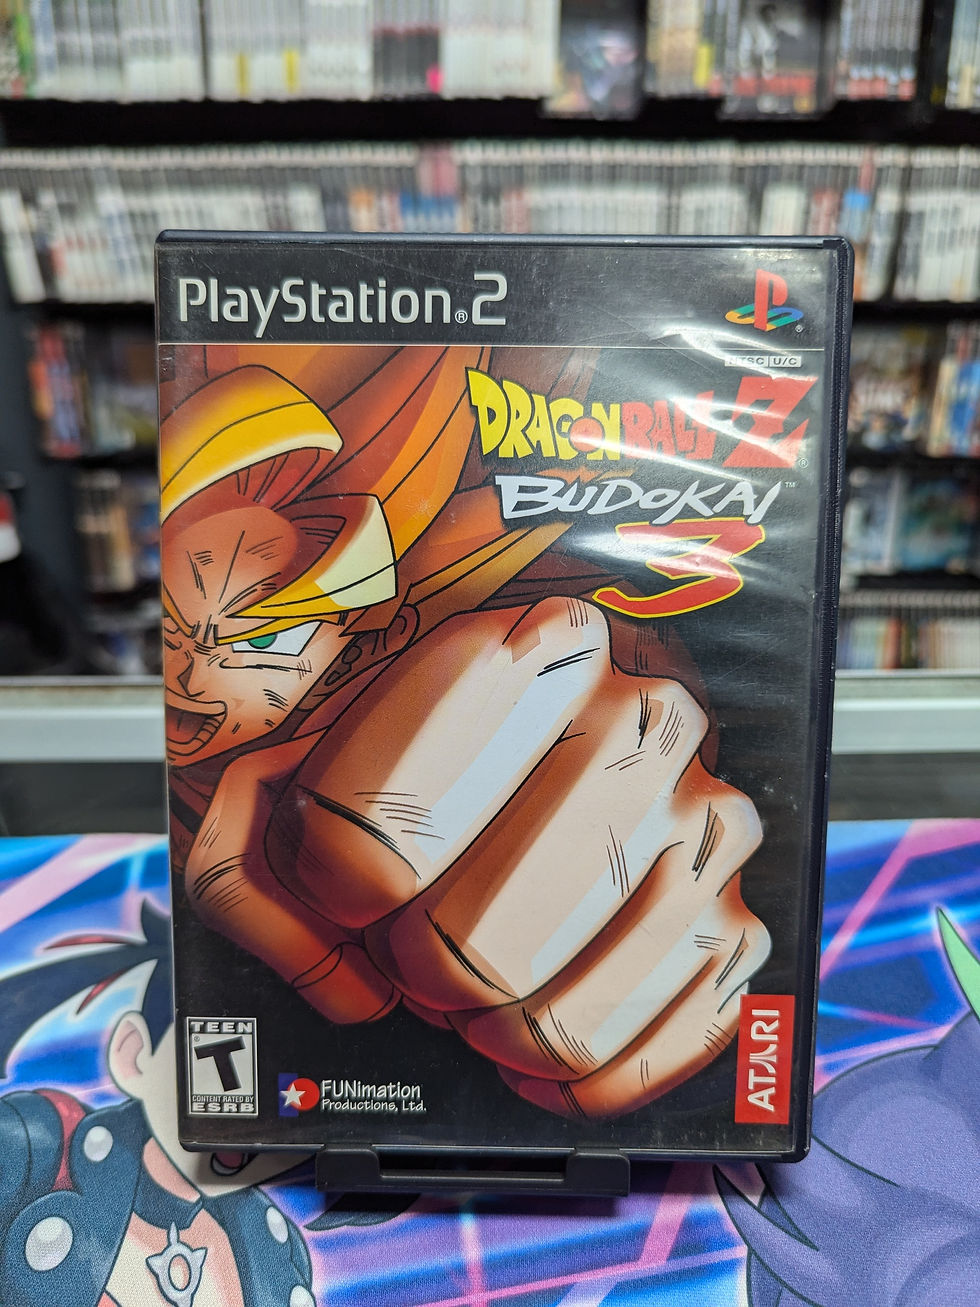 PlayStation®2
NTSC U/C
DRAGON BALL Z®
BUDOKAI™
3
TEEN
T
®
CONTENT RATED BY
ESRB
FUNimation
Productions, Ltd.
ATARI